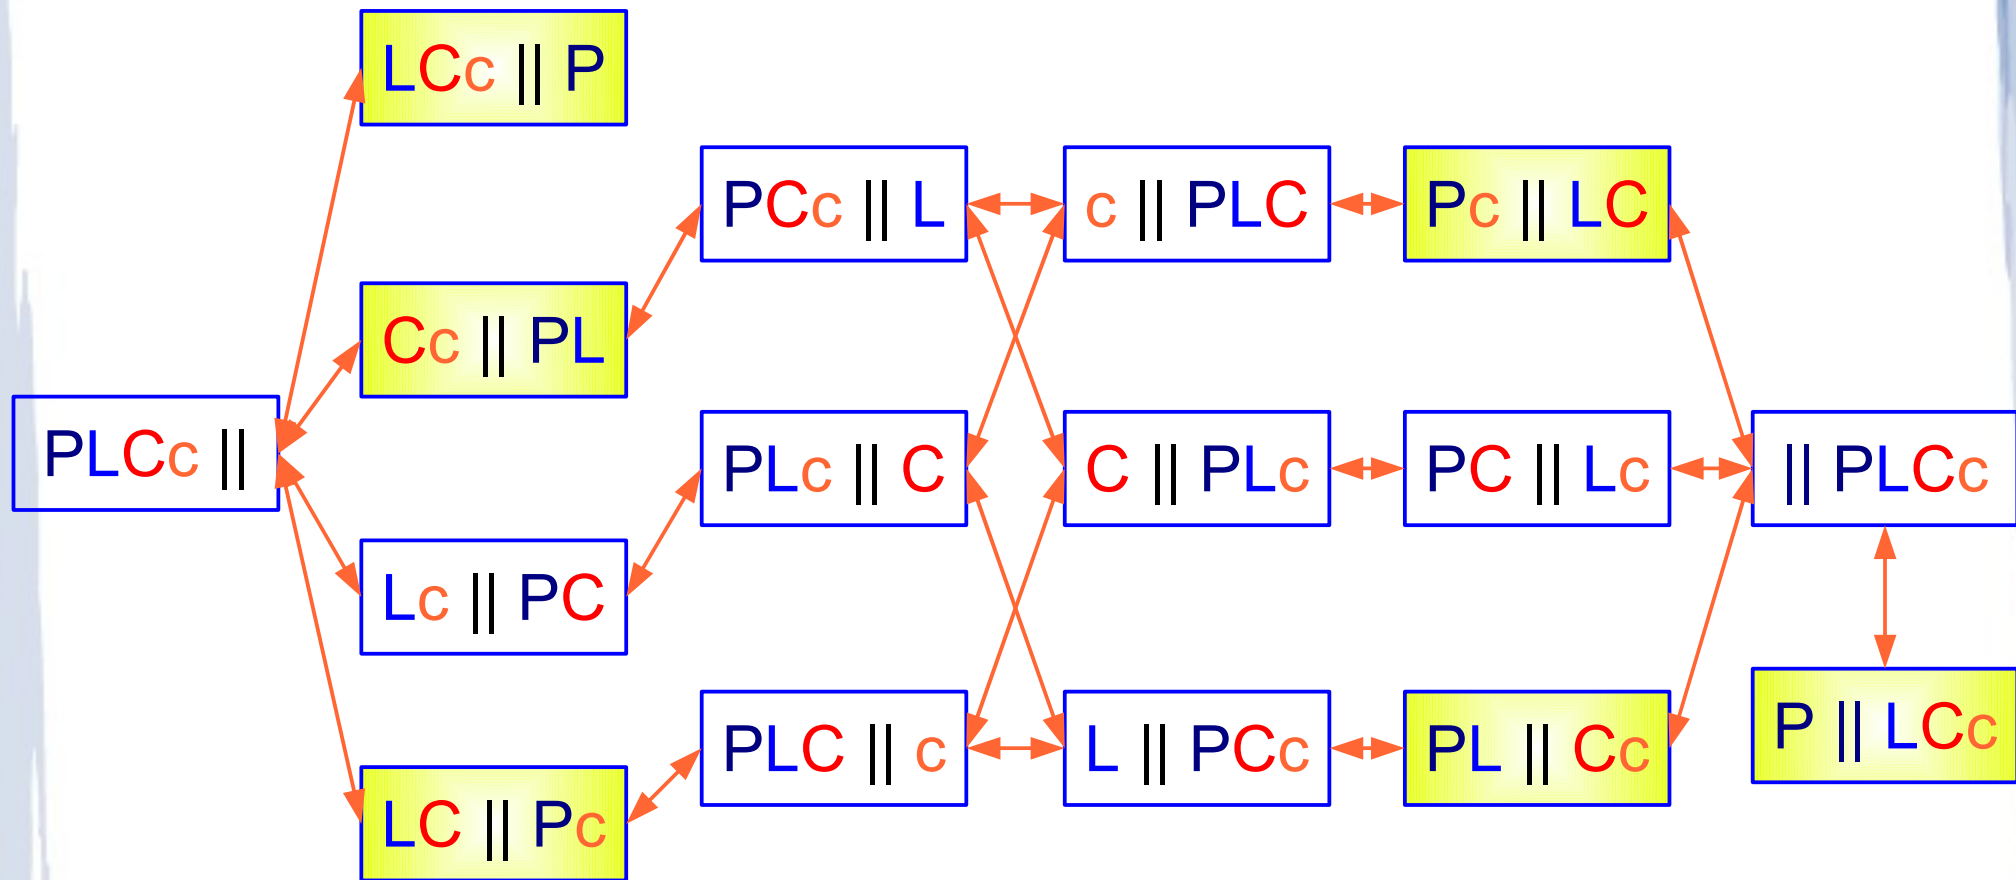 LCc || P
PCc || L
c || PLC
Pc || LC
Cc || PL
PLCc ||
PLc || C
C || PLc
PC || Lc
|| PLCc
Lc || PC
PLC || c
L || PCc
PL || Cc
P || LCc
LC || Pc